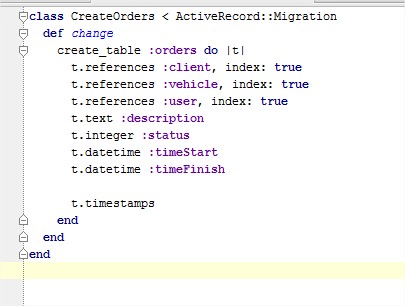 class CreateOrders < ActiveRecord::Migration
  def change
    create_table :orders do |t|
      t.references :client, index: true
      t.references :vehicle, index: true
      t.references :user, index: true
      t.text :description
      t.integer :status
      t.datetime :timeStart
      t.datetime :timeFinish

      t.timestamps
    end
  end
end